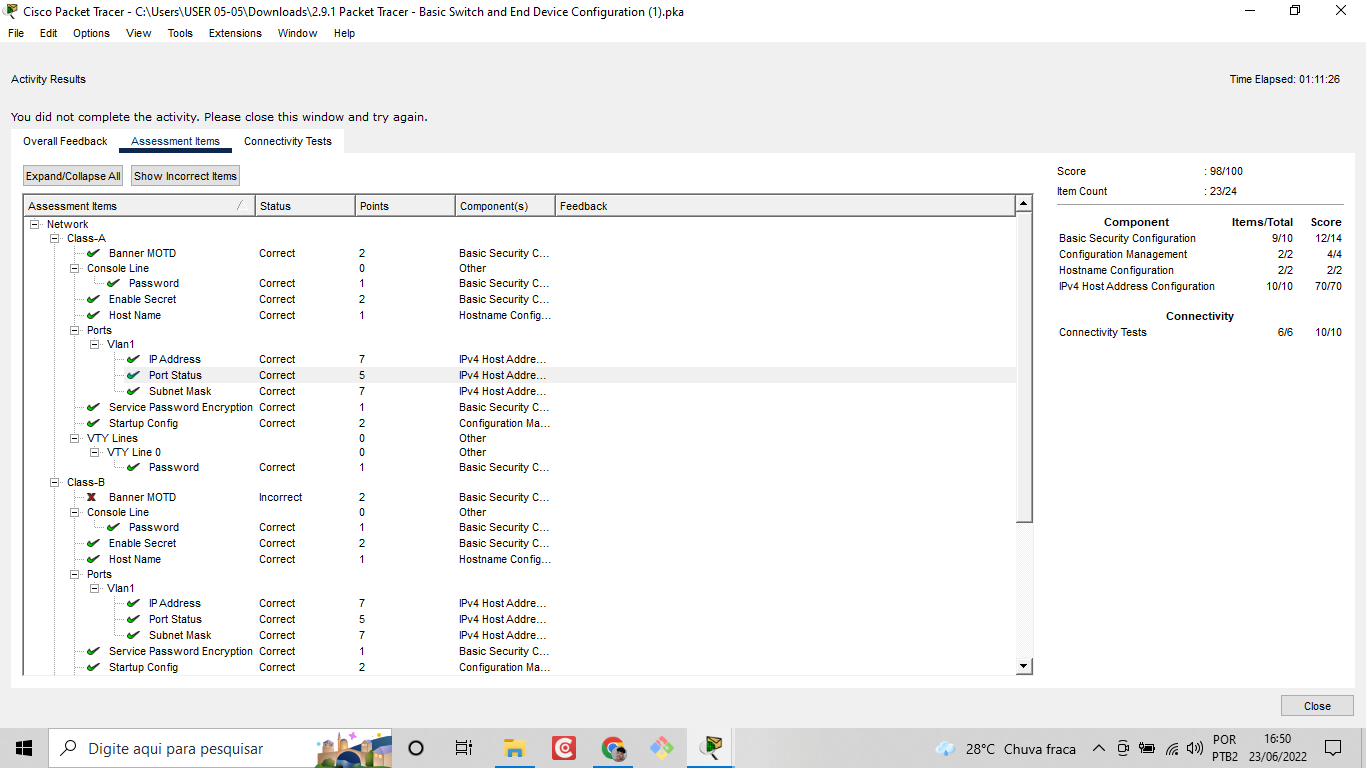 Cisco Packet Tracer - C:\Users\USER 05-05\Downloads\2.9.1 Packet Tracer - Basic Switch and End Device Configuration (1).pka
File Edit Options View Tools Extensions Window Help
Activity Results Time Elapsed: 01:11:26
You did not complete the activity. Please close this window and try again.
Overall Feedback Assessment Items Connectivity Tests
Expand/Collapse All Show Incorrect Items
Assessment Items Status Points Component(s) Feedback
Network
Class-A
Banner MOTD Correct 2 Basic Security C...
Console Line 0 Other
Password Correct 1 Basic Security C...
Enable Secret Correct 2 Basic Security C...
Host Name Correct 1 Hostname Config...
Ports
Vlan1
IP Address Correct 7 IPv4 Host Addre...
Port Status Correct 5 IPv4 Host Addre...
Subnet Mask Correct 7 IPv4 Host Addre...
Service Password Encryption Correct 1 Basic Security C...
Startup Config Correct 2 Configuration Ma...
VTY Lines 0 Other
VTY Line 0 0 Other
Password Correct 1 Basic Security C...
Class-B
Banner MOTD Incorrect 2 Basic Security C...
Console Line 0 Other
Password Correct 1 Basic Security C...
Enable Secret Correct 2 Basic Security C...
Host Name Correct 1 Hostname Config...
Ports
Vlan1
IP Address Correct 7 IPv4 Host Addre...
Port Status Correct 5 IPv4 Host Addre...
Subnet Mask Correct 7 IPv4 Host Addre...
Service Password Encryption Correct 1 Basic Security C...
Startup Config Correct 2 Configuration Ma...
Score : 98/100
Item Count : 23/24
Component Items/Total Score
Basic Security Configuration 9/10 12/14
Configuration Management 2/2 4/4
Hostname Configuration 2/2 2/2
IPv4 Host Address Configuration 10/10 70/70
Connectivity
Connectivity Tests 6/6 10/10
Close
Digite aqui para pesquisar
28°C Chuva fraca
POR
PTB2
16:50
23/06/2022